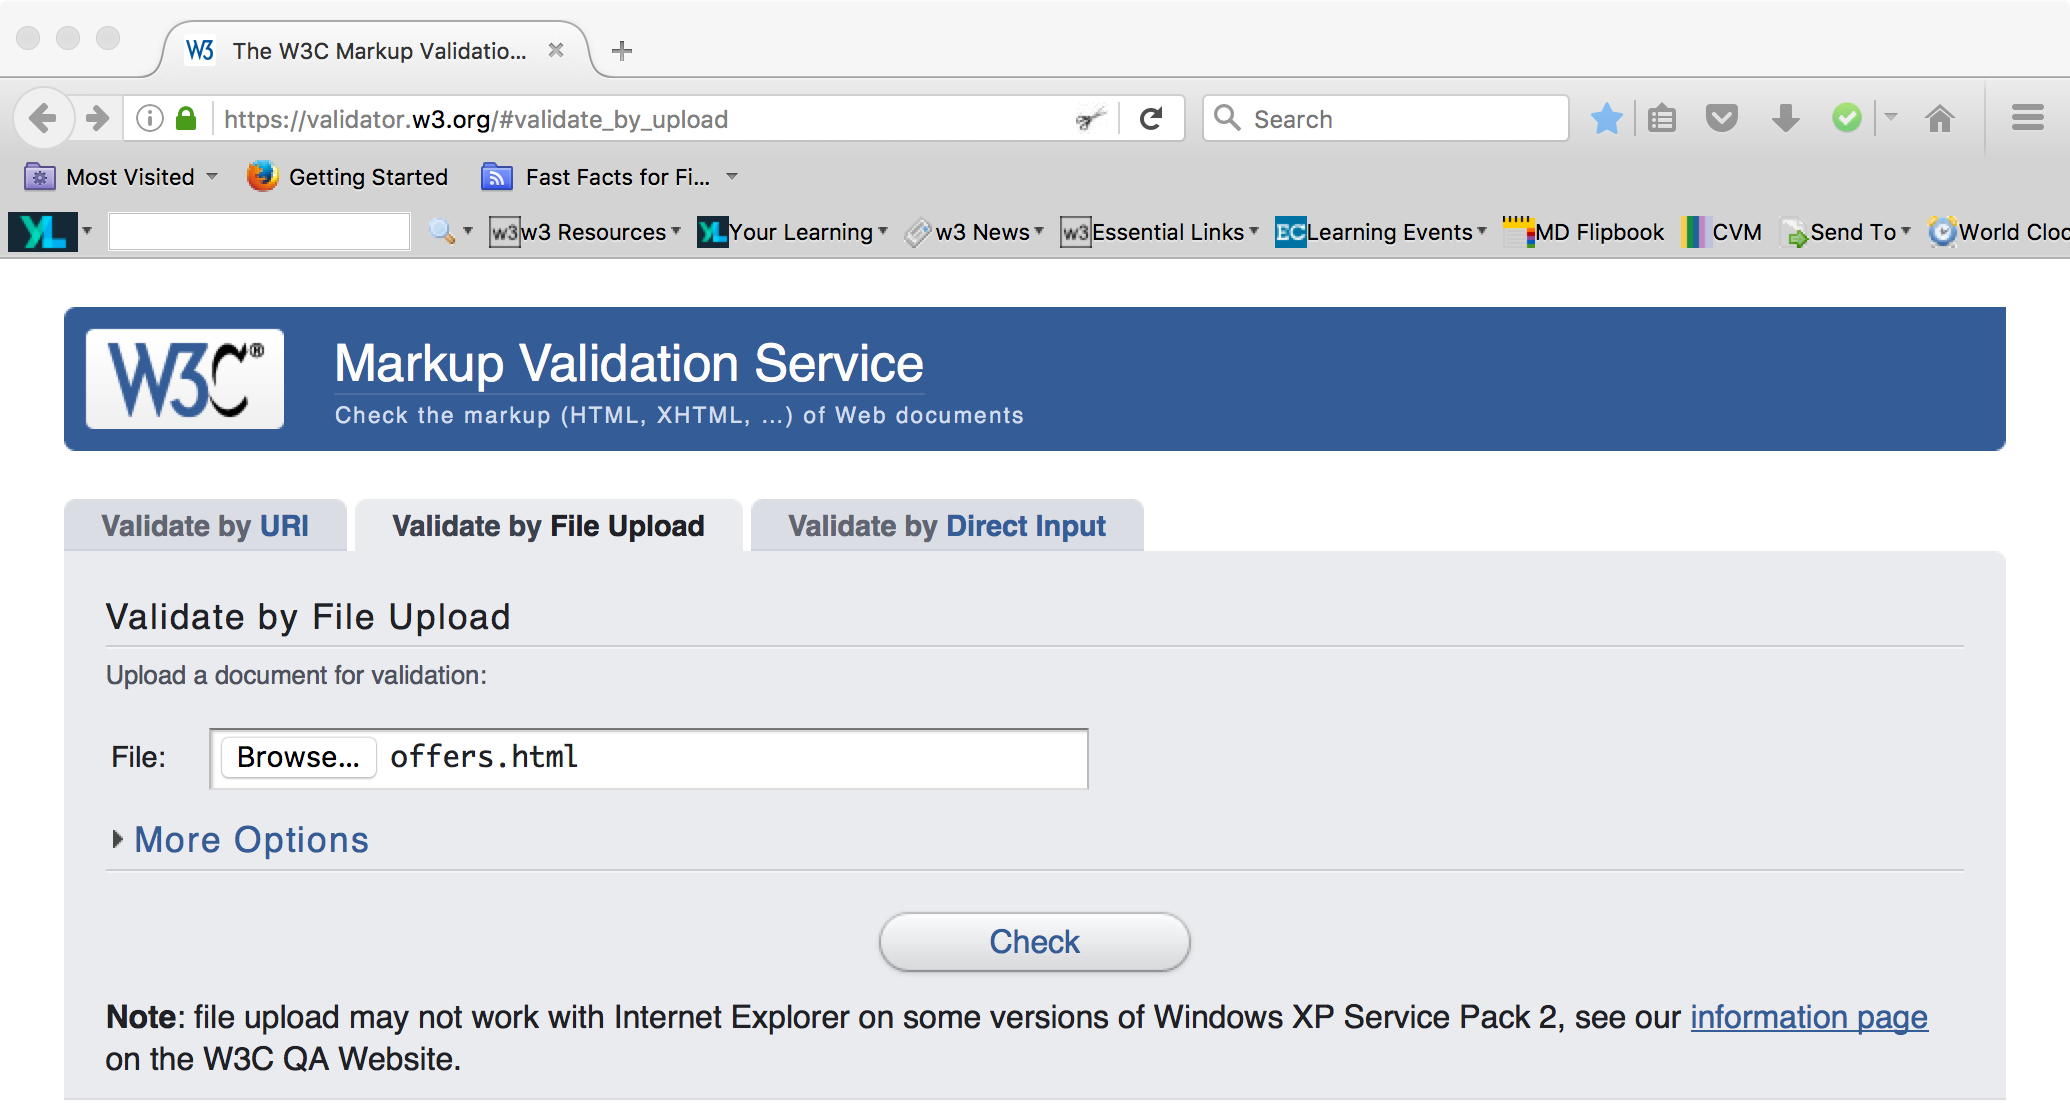 W3 The W3C Markup Validatio...
https://validator.w3.org/#validate_by_upload Search
Most Visited Getting Started Fast Facts for Fi...
YL w3 w3 Resources YL Your Learning w3 News w3 Essential Links EC Learning Events MD Flipbook CVM Send To World Cloc
W3C® Markup Validation Service
Check the markup (HTML, XHTML, ...) of Web documents
Validate by URI Validate by File Upload Validate by Direct Input
Validate by File Upload
Upload a document for validation:
File: Browse... offers.html
More Options
Check
Note: file upload may not work with Internet Explorer on some versions of Windows XP Service Pack 2, see our information page
on the W3C QA Website.